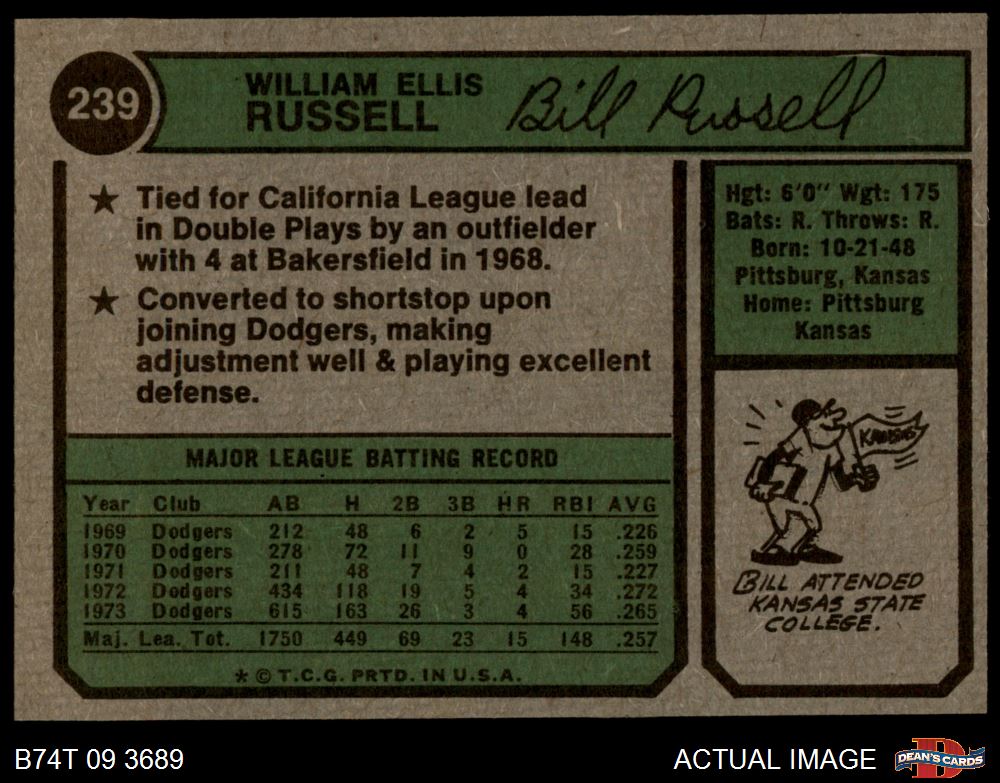 239
WILLIAM ELLIS
RUSSELL
Bill Russell
★ Tied for California League lead
in Double Plays by an outfielder
with 4 at Bakersfield in 1968.
★ Converted to shortstop upon
joining Dodgers, making
adjustment well & playing excellent
defense.
Hgt: 6'0" Wgt: 175
Bats: R. Throws: R.
Born: 10-21-48
Pittsburg, Kansas
Home: Pittsburg
Kansas
KANSAS
BILL ATTENDED
KANSAS STATE
COLLEGE.
MAJOR LEAGUE BATTING RECORD
Year Club AB H 2B 3B HR RBI AVG
1969 Dodgers 212 48 6 2 5 15 .226
1970 Dodgers 278 72 11 9 0 28 .259
1971 Dodgers 211 48 7 4 2 15 .227
1972 Dodgers 434 118 19 5 4 34 .272
1973 Dodgers 615 163 26 3 4 56 .265
Maj. Lea. Tot. 1750 449 69 23 15 148 .257
* © T.C.G. PRTD. IN U.S.A.
B74T 09 3689
ACTUAL IMAGE
D
DEAN'S CARDS